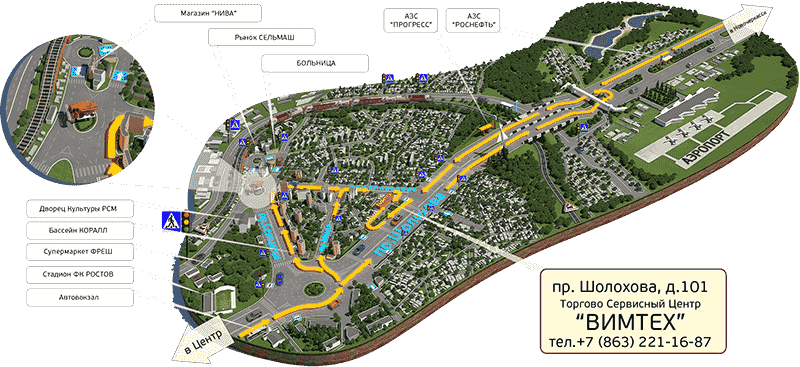 Магазин "НИВА"
Рынок СЕЛЬМАШ
БОЛЬНИЦА
АЗС
"ПРОГРЕСС"
АЗС
"РОСНЕФТЬ"
в Новочеркасск
АЭРОПОРТ
Дворец Культуры РСМ
Бассейн КОРАЛЛ
Супермаркет ФРЕШ
Стадион ФК РОСТОВ
Автовокзал
в Центр
пр. Шолохова, д.101
Торгово Сервисный Центр
"ВИМТЕХ"
тел.+7 (863) 221-16-87